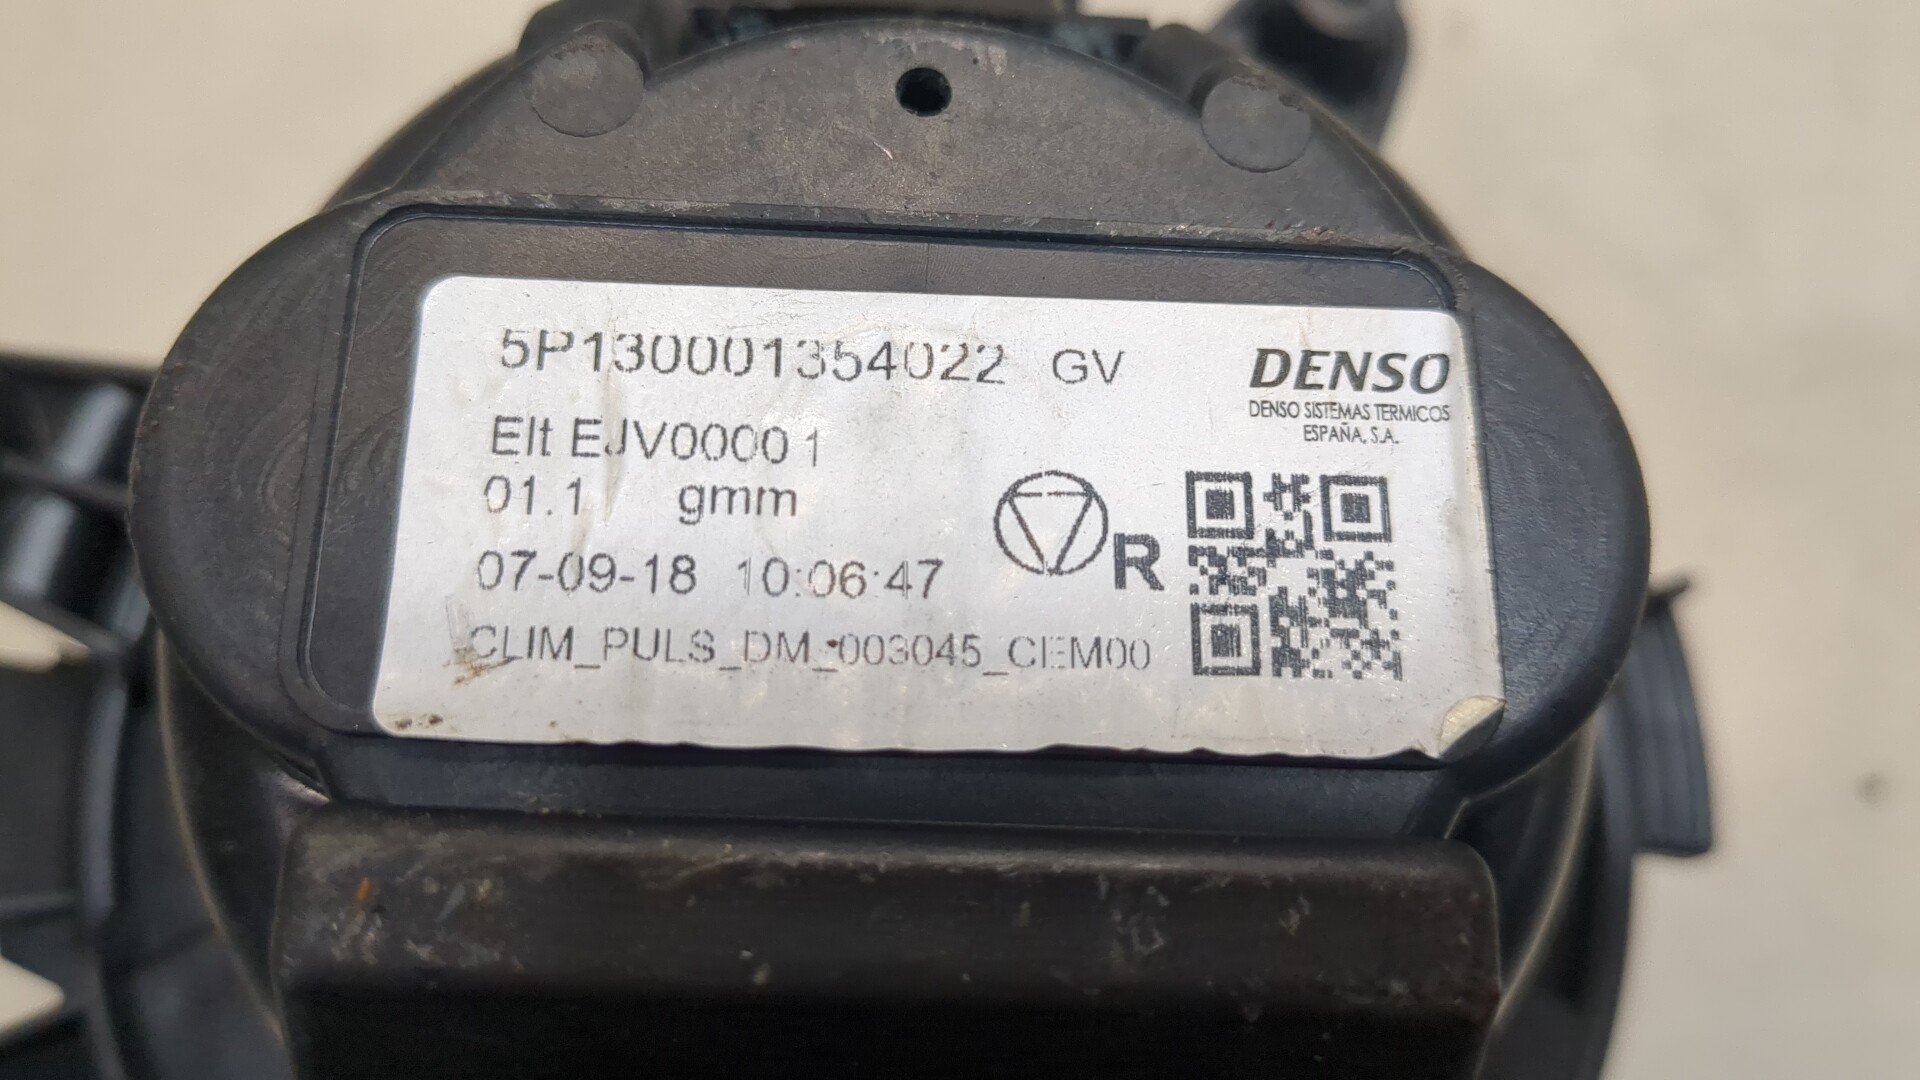 5P130001354022 GV
DENSO
DENSO SISTEMAS TERMICOS
ESPAÑA, S.A.
Elt EJV00001
01.1 gmm
R
07-09-18 10:06:47
CLIM_PULS_DM_003045_CEM00